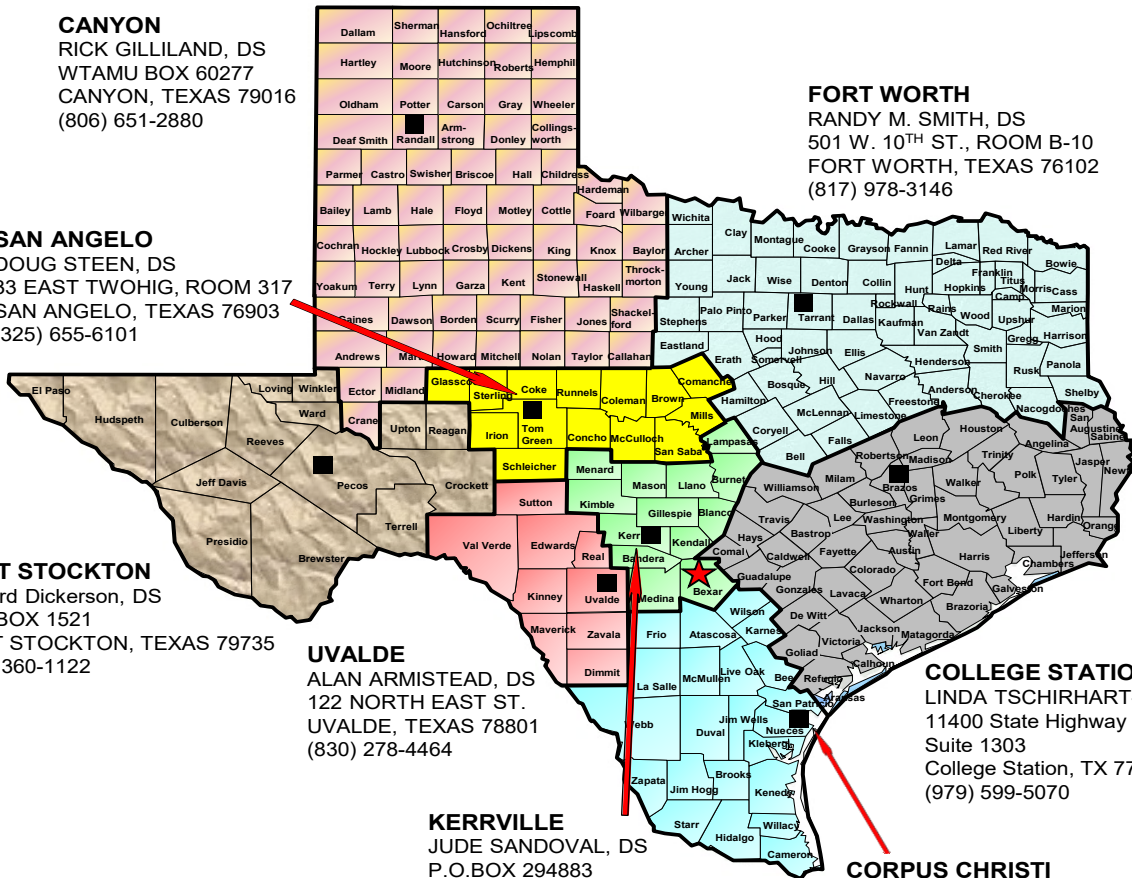 CANYON
RICK GILLILAND, DS
WTAMU BOX 60277
CANYON, TEXAS 79016
(806) 651-2880
FORT WORTH
RANDY M. SMITH, DS
501 W. 10TH ST., ROOM B-10
FORT WORTH, TEXAS 76102
(817) 978-3146
SAN ANGELO
DOUG STEEN, DS
33 EAST TWOHIG, ROOM 317
SAN ANGELO, TEXAS 76903
325) 655-6101
T STOCKTON
rd Dickerson, DS
BOX 1521
T STOCKTON, TEXAS 79735
360-1122
UVALDE
ALAN ARMISTEAD, DS
122 NORTH EAST ST.
UVALDE, TEXAS 78801
(830) 278-4464
COLLEGE STATIO
LINDA TSCHIRHART
11400 State Highway
Suite 1303
College Station, TX 77
(979) 599-5070
KERRVILLE
JUDE SANDOVAL, DS
P.O.BOX 294883
CORPUS CHRISTI
Dallam Sherman Hansford Ochiltree Lipscomb
Hartley Moore Hutchinson Roberts Hemphil
Oldham Potter Carson Gray Wheeler
Deaf Smith Randall Arm-strong Donley Collings-worth
Parmer Castro Swisher Briscoe Hall Childress
Hardeman
Bailey Lamb Hale Floyd Motley Cottle Foard Wilbarge
Cochran Hockley Lubbock Crosby Dickens King Knox Baylor
Yoakum Terry Lynn Garza Kent Stonewall Haskell Throck-morton
Gaines Dawson Borden Scurry Fisher Jones Shackel-ford
Andrews Mar Howard Mitchell Nolan Taylor Callahan
Ector Midland Crane
Wichita Clay Montague Cooke Grayson Fannin Lamar Red River Bowie
Archer Jack Wise Denton Collin Hunt Delta Hopkins Franklin Titus Morris Cass
Young Palo Pinto Parker Tarrant Dallas Rockwall Kaufman Rains Wood Camp Upshur Marion
Stephens Hood Johnson Ellis Van Zandt Smith Gregg Harrison
Eastland Erath Somervell Hill Navarro Henderson Rusk Panola
Hamilton Bosque McLennan Limestone Freestone Anderson Cherokee Nacogdoches Shelby
Coryell Bell Falls
Glassco Sterling Coke Runnels Coleman Brown Comanche Mills
Irion Tom Green Concho McCulloch San Saba
Schleicher
El Paso Hudspeth Culberson Reeves Loving Winkler Ward
Upton Reagan Crockett
Jeff Davis Pecos Terrell
Presidio Brewster
Lampasas Menard Mason Llano Burnet
Kimble Gillespie Blanco
Kerr Kendall Bandera
Medina Bexar
Sutton
Val Verde Edwards Real
Kinney Uvalde
Maverick Zavala
Dimmit
Robertson Leon Houston Angelina San Augustine Sabine
Williamson Milam Brazos Madison Trinity Polk Tyler Jasper New
Burleson Grimes Walker
Travis Lee Washington Montgomery Liberty Hardin Orange
Hays Bastrop Waller Jefferson
Comal Caldwell Fayette Austin Harris Chambers
Guadalupe Colorado Fort Bend Galveston
Gonzales Lavaca Wharton Brazoria
De Witt Jackson Matagorda
Victoria Goliad Calhoun
Refugio Aransas
Wilson Karnes
Frio Atascosa
La Salle McMullen Live Oak Bee
San Patricio
ebb Duval Jim Wells Nueces
Kleberg
Zapata Jim Hogg Brooks Kenedy
Starr Hidalgo Willacy
Cameron